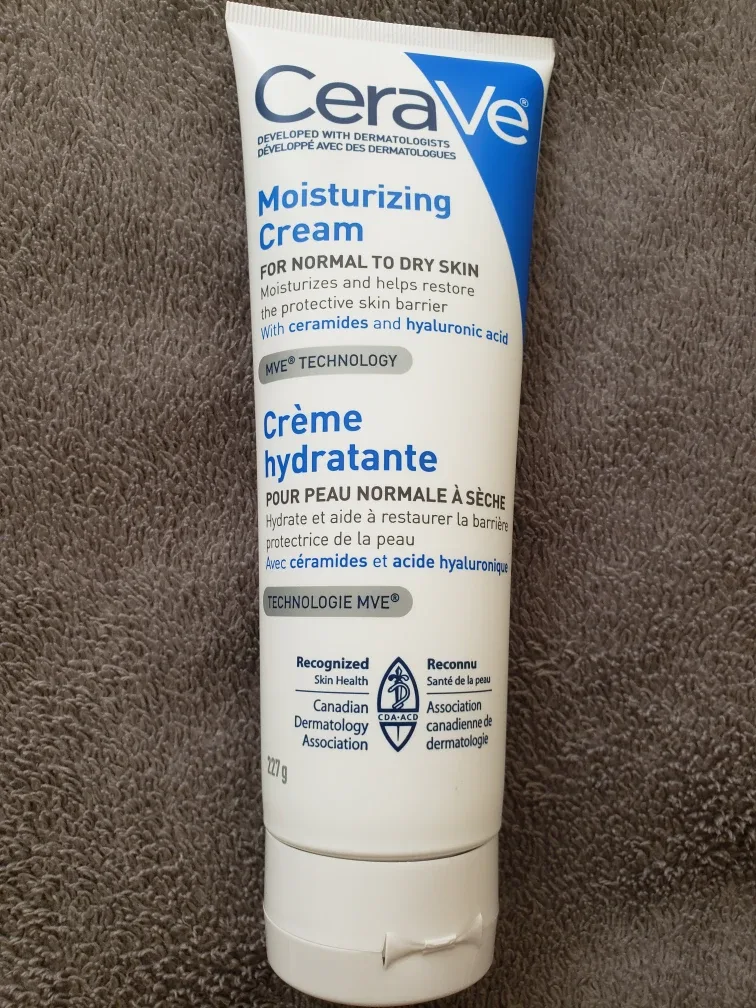 CeraVe®
DEVELOPED WITH DERMATOLOGISTS
DÉVELOPPÉ AVEC DES DERMATOLOGUES
Moisturizing
Cream
FOR NORMAL TO DRY SKIN
Moisturizes and helps restore
the protective skin barrier
With ceramides and hyaluronic acid
MVE® TECHNOLOGY
Crème
hydratante
POUR PEAU NORMALE À SÈCHE
Hydrate et aide à restaurer la barrière
protectrice de la peau
Avec céramides et acide hyaluronique
TECHNOLOGIE MVE®
Recognized
Skin Health
Canadian
Dermatology
Association
CDA•ACD
Reconnu
Santé de la peau
Association
canadienne de
dermatologie
227 g